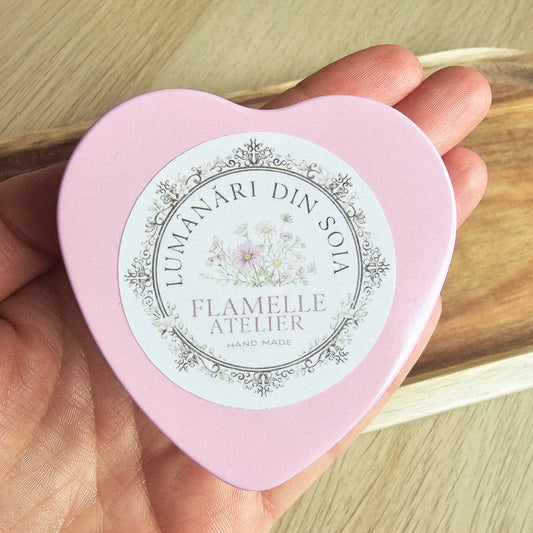 LUMÂNĂRI DIN SOIA
FLAMELLE
ATELIER
HAND MADE